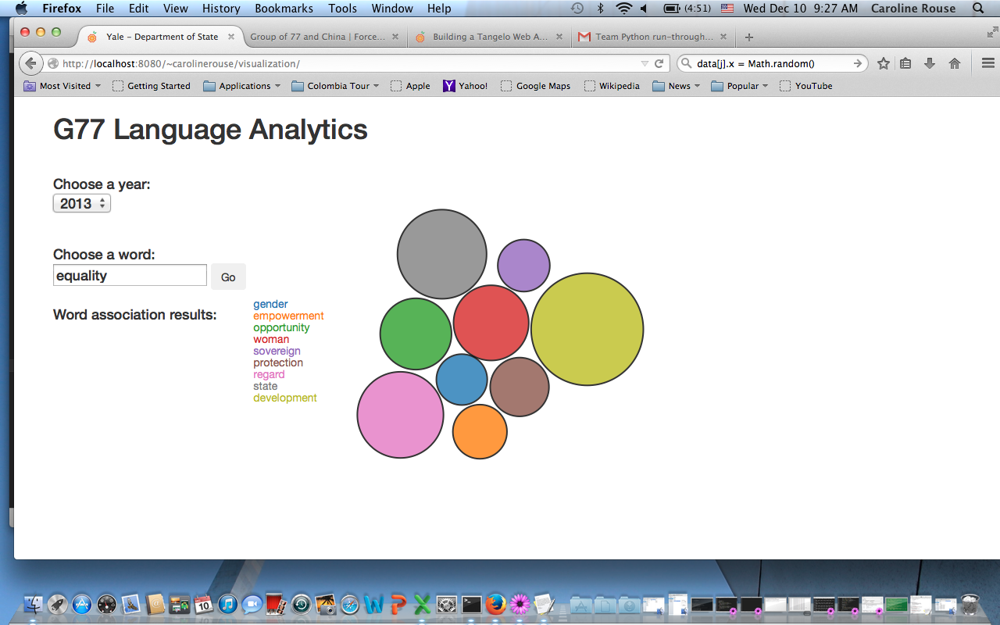 Firefox File Edit View History Bookmarks Tools Window Help (4:51) Wed Dec 10 9:27 AM Caroline Rouse
Yale – Department of State Group of 77 and China | Force... Building a Tangelo Web A... Team Python run-through...
http://localhost:8080/~carolinerouse/visualization/ data[j].x = Math.random()
Most Visited Getting Started Applications Colombia Tour Apple Yahoo! Google Maps Wikipedia News Popular YouTube
G77 Language Analytics
Choose a year:
2013
Choose a word:
equality Go
Word association results:
gender
empowerment
opportunity
woman
sovereign
protection
regard
state
development
10